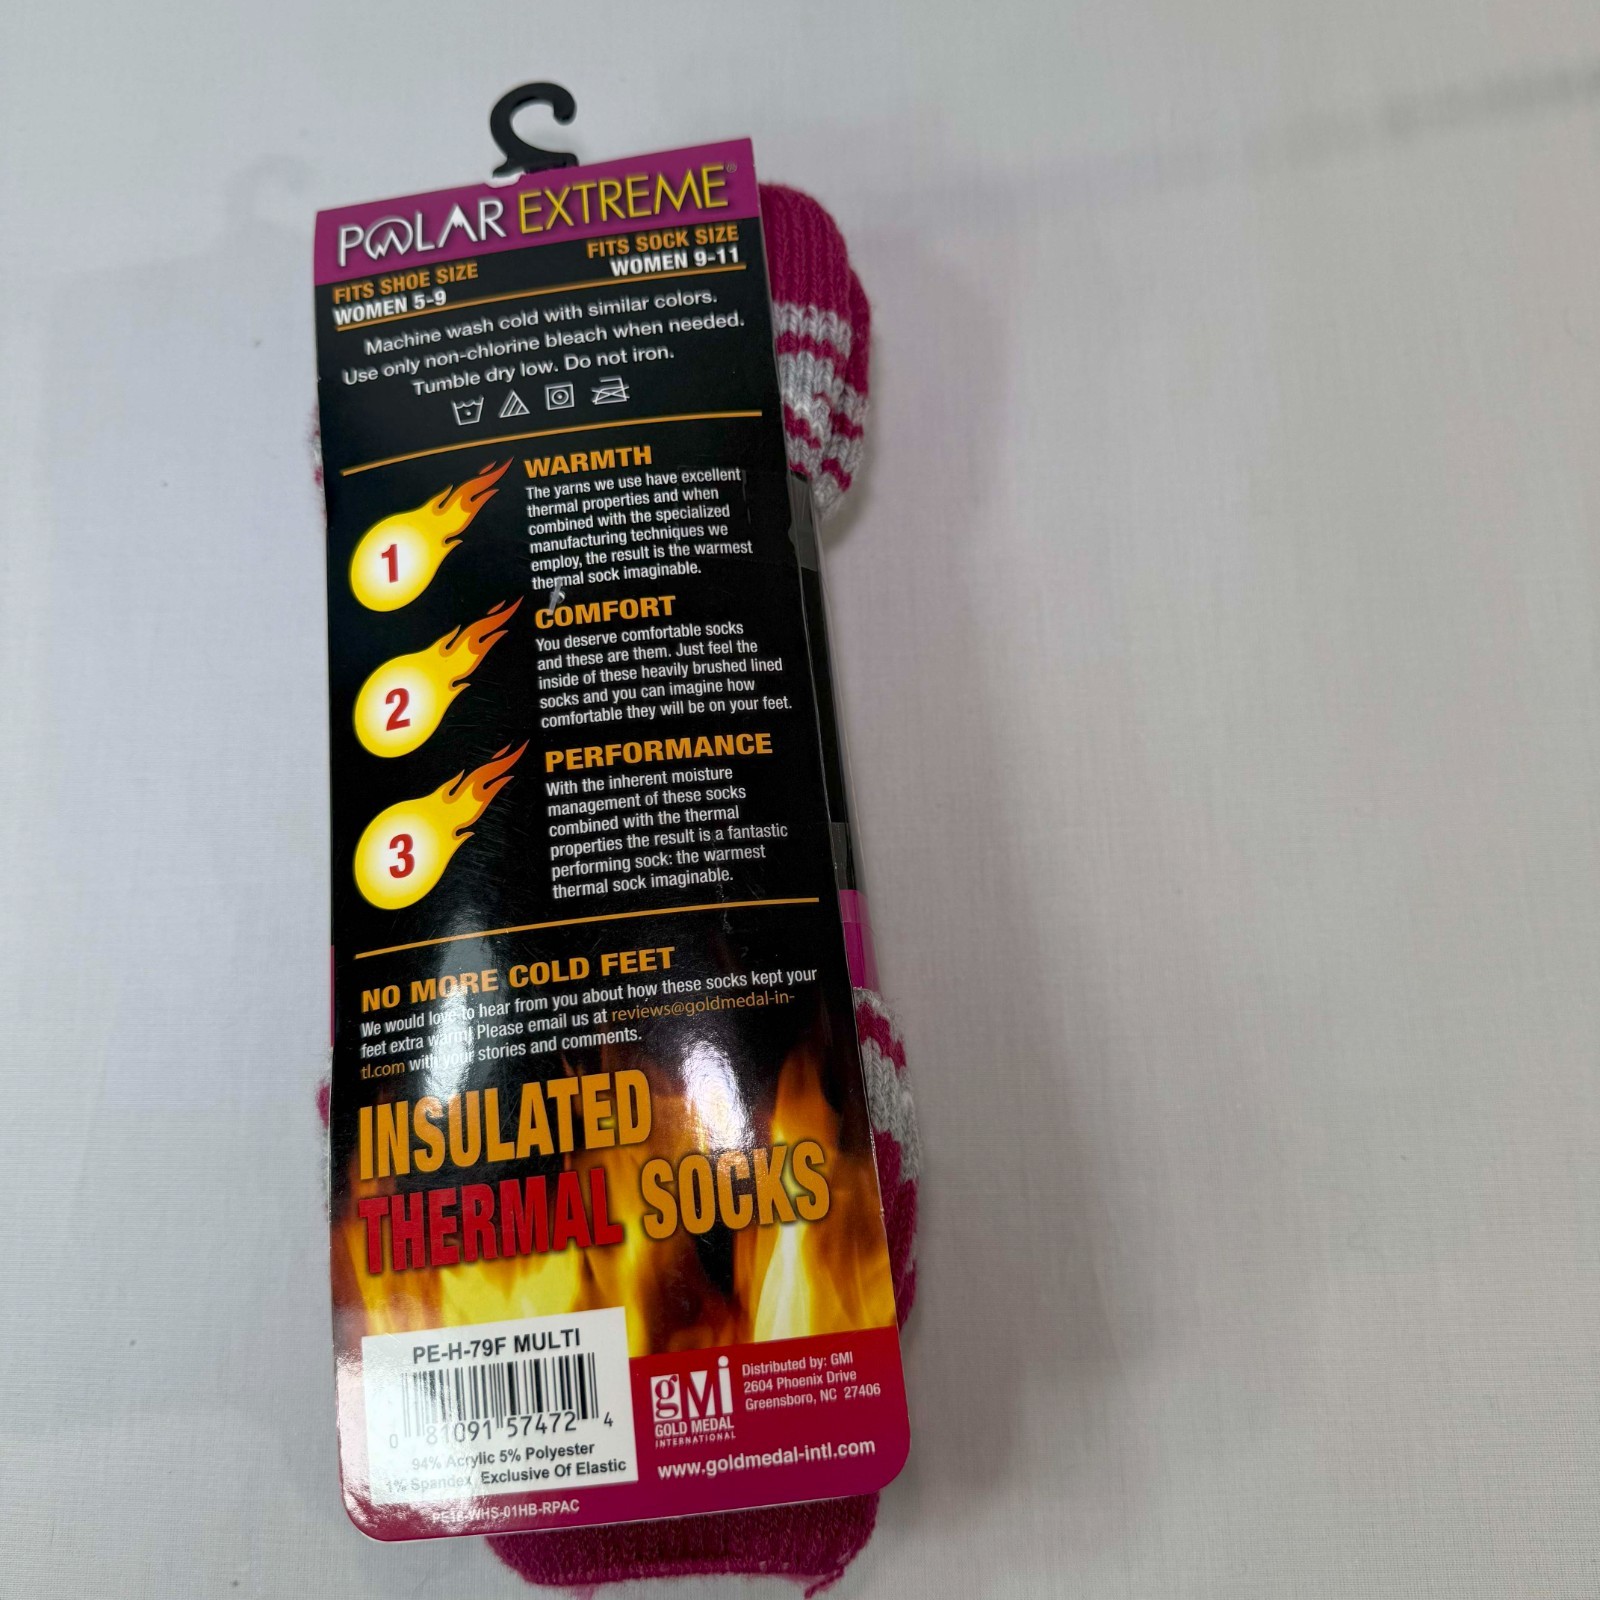 POLAR EXTREME®
FITS SHOE SIZE
WOMEN 5-9
FITS SOCK SIZE
WOMEN 9-11
Machine wash cold with similar colors.
Use only non-chlorine bleach when needed.
Tumble dry low. Do not iron.
1
WARMTH
The yarns we use have excellent
thermal properties and when
combined with the specialized
manufacturing techniques we
employ, the result is the warmest
thermal sock imaginable.
2
COMFORT
You deserve comfortable socks
and these are them. Just feel the
inside of these heavily brushed lined
socks and you can imagine how
comfortable they will be on your feet.
3
PERFORMANCE
With the inherent moisture
management of these socks
combined with the thermal
properties the result is a fantastic
performing sock: the warmest
thermal sock imaginable.
NO MORE COLD FEET
We would love to hear from you about how these socks kept your
feet extra warm! Please email us at reviews@goldmedal-in-
tl.com with your stories and comments.
INSULATED
THERMAL SOCKS
PE-H-79F MULTI
0 81091 57472 4
94% Acrylic 5% Polyester
1% Spandex Exclusive Of Elastic
gMi
GOLD MEDAL
INTERNATIONAL
Distributed by: GMI
2604 Phoenix Drive
Greensboro, NC 27406
www.goldmedal-intl.com
PE18-WHS-01HB-RPAC